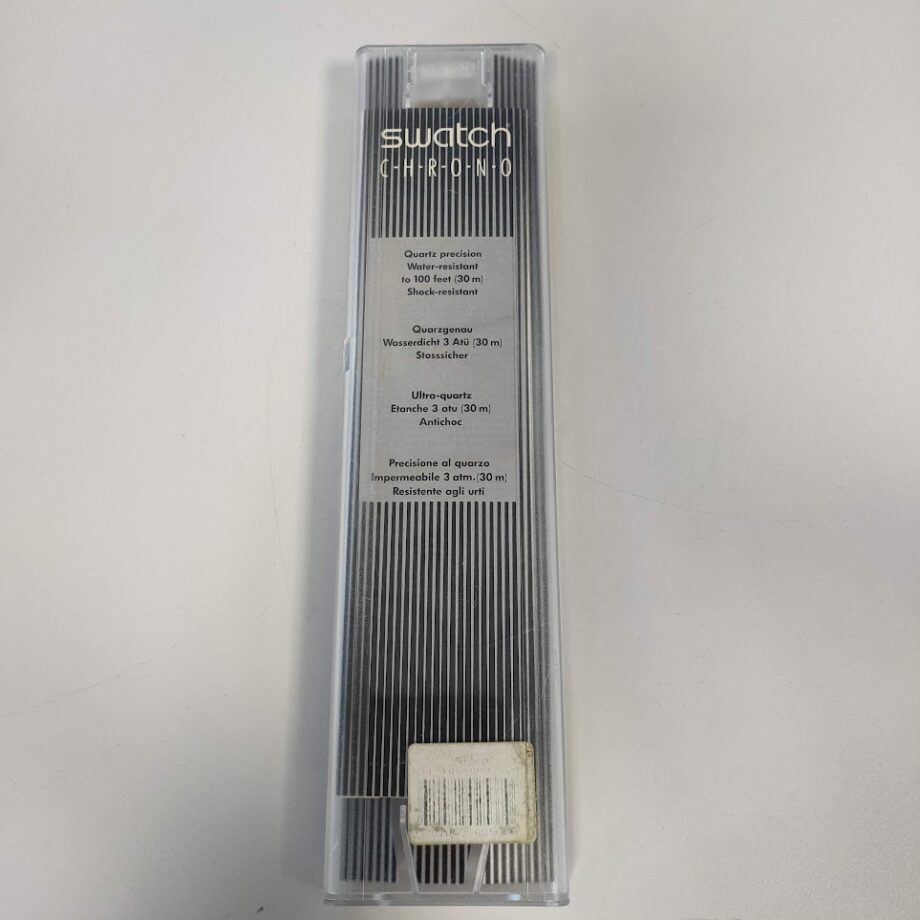 swatch
C-H-R-O-N-O
Quartz precision
Water-resistant
to 100 feet (30 m)
Shock-resistant
Quarzgenau
Wasserdicht 3 Atü (30 m)
Stosssicher
Ultra-quartz
Etanche 3 atu (30 m)
Antichoc
Precisione al quarzo
Impermeabile 3 atm. (30 m)
Resistente agli urti